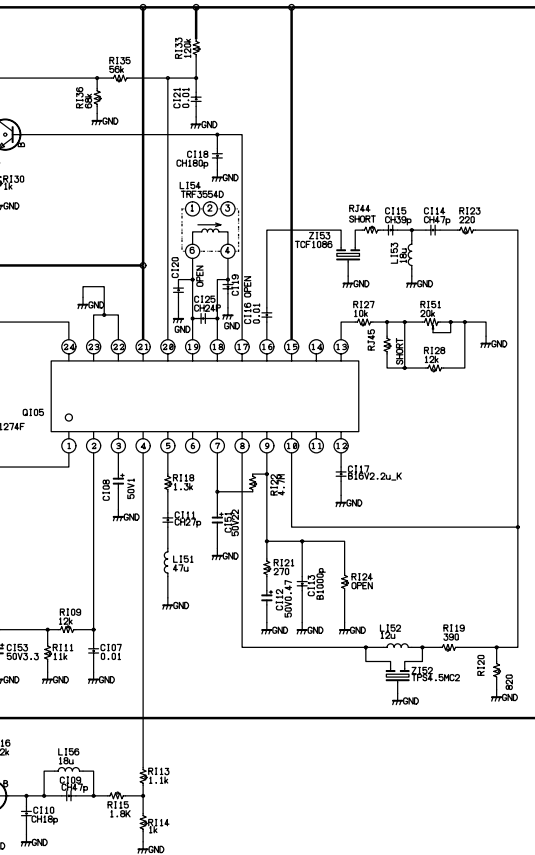 RI33
120k
RI35
56k
RI36
68k
CI21
0.01
GND
GND
B
CI18
CH180p
GND
RI30
1k
GND
LI54
TRF3554D
1 2 3
6 4
CI20
OPEN
CI19
OPEN
CI25
CH24P
GND
GND
GND
CI16
0.01
ZI53
TCF1086
RJ44
SHORT
CI15
CH39p
CI14
CH47p
RI23
220
LI53
18u
GND
GND
RI27
10k
RI51
20k
RJ45
SHORT
RI28
12k
GND
24 23 22 21 20 19 18 17 16 15 14 13
QI05
1274F
1 2 3 4 5 6 7 8 9 10 11 12
CI08
50V1
GND
RI18
1.3k
CI11
CH27p
LI51
47u
GND
CI51
50V22
GND
RI22
4.7M
CI17
B16V2.2u_K
GND
RI21
270
CI12
50V0.47
CI13
B1000p
RI24
OPEN
GND
GND
GND
RI09
12k
CI53
50V3.3
RI11
11k
CI07
0.01
GND
GND
GND
LI52
12u
RI19
390
ZI52
TPS4.5MC2
GND
RI20
820
GND
16
2k
B
LI56
18u
CI09
CH47p
CI10
CH18p
GND
RI15
1.8K
RI13
1.1k
RI14
1k
GND